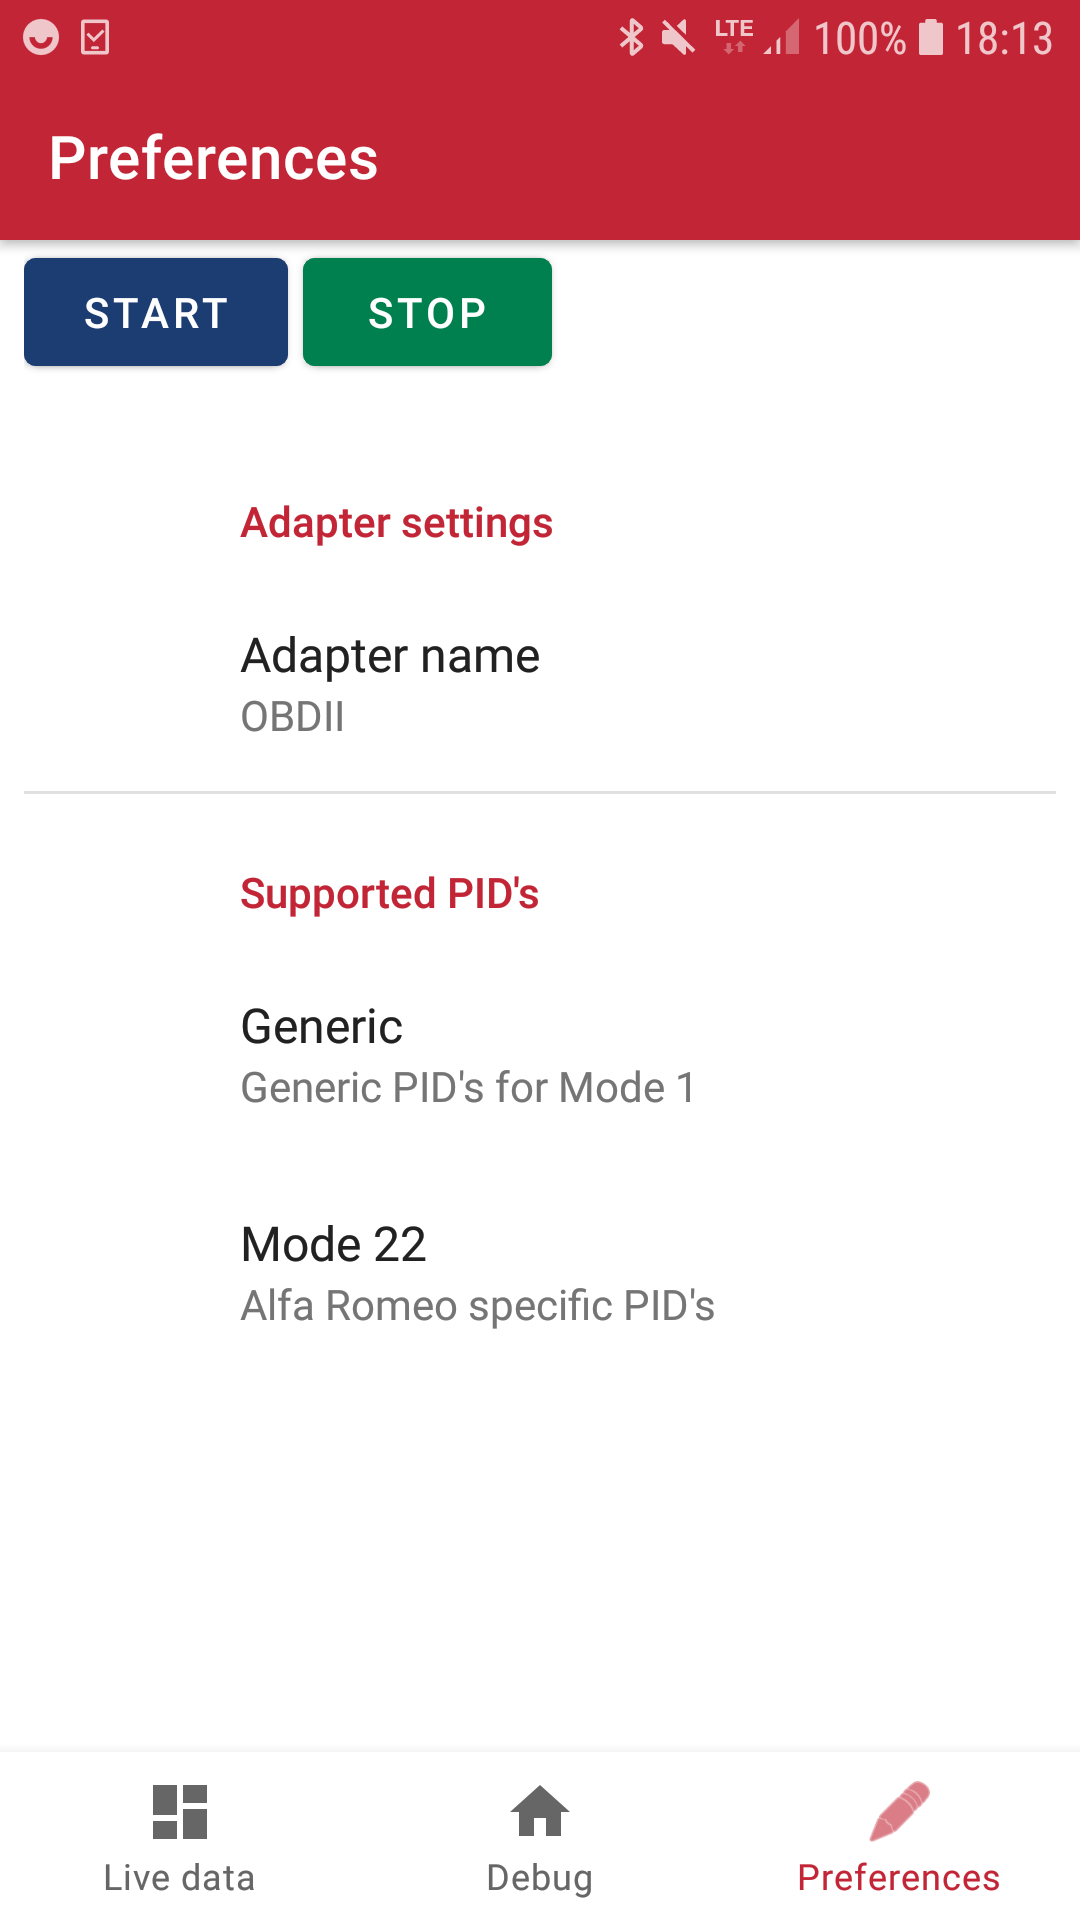 LTE 100% 18:13
Preferences
START STOP
Adapter settings
Adapter name
OBDII
Supported PID's
Generic
Generic PID's for Mode 1
Mode 22
Alfa Romeo specific PID's
Live data Debug Preferences